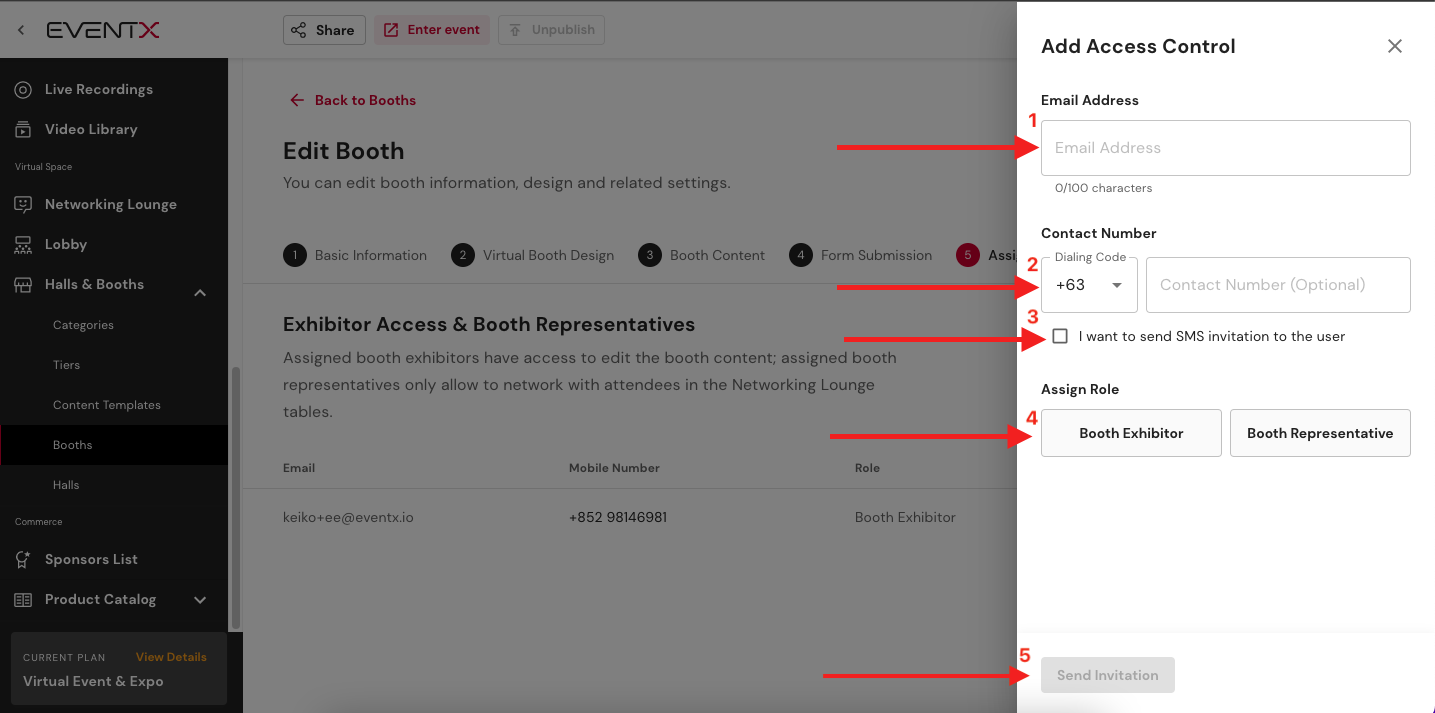 EVENTX
Share
Enter event
Unpublish
Live Recordings
Video Library
Virtual Space
Networking Lounge
Lobby
Halls & Booths
Categories
Tiers
Content Templates
Booths
Halls
Commerce
Sponsors List
Product Catalog
CURRENT PLAN View Details
Virtual Event & Expo
Back to Booths
Edit Booth
You can edit booth information, design and related settings.
1 Basic Information 2 Virtual Booth Design 3 Booth Content 4 Form Submission 5 Assi
Exhibitor Access & Booth Representatives
Assigned booth exhibitors have access to edit the booth content; assigned booth
representatives only allow to network with attendees in the Networking Lounge
tables.
Email Mobile Number Role
keiko+ee@eventx.io +852 98146981 Booth Exhibitor
Add Access Control
Email Address
1
Email Address
0/100 characters
Contact Number
2
Dialing Code
+63 Contact Number (Optional)
3
I want to send SMS invitation to the user
Assign Role
4
Booth Exhibitor Booth Representative
5
Send Invitation